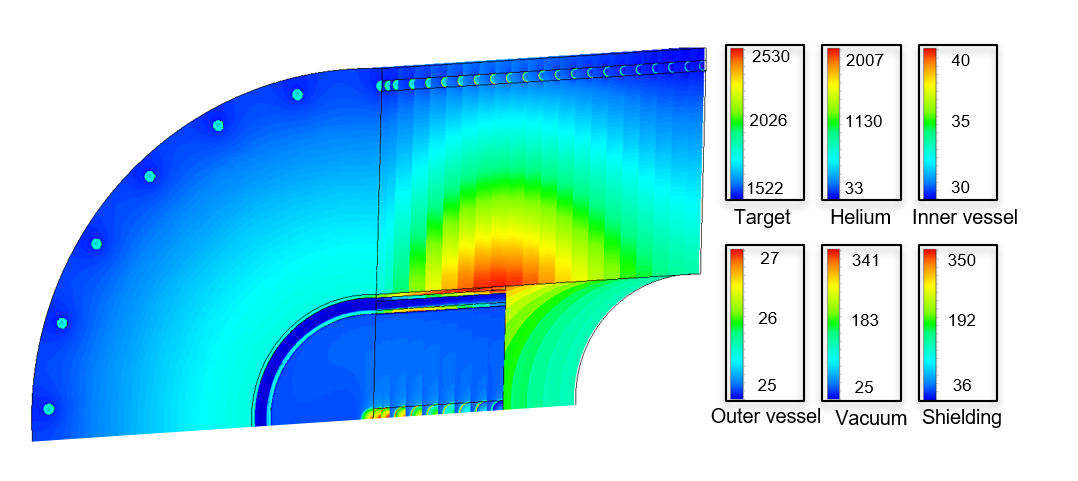 2530 2007 40
2026 1130 35
1522 33 30
Target Helium Inner vessel
27 341 350
26 183 192
25 25 36
Outer vessel Vacuum Shielding